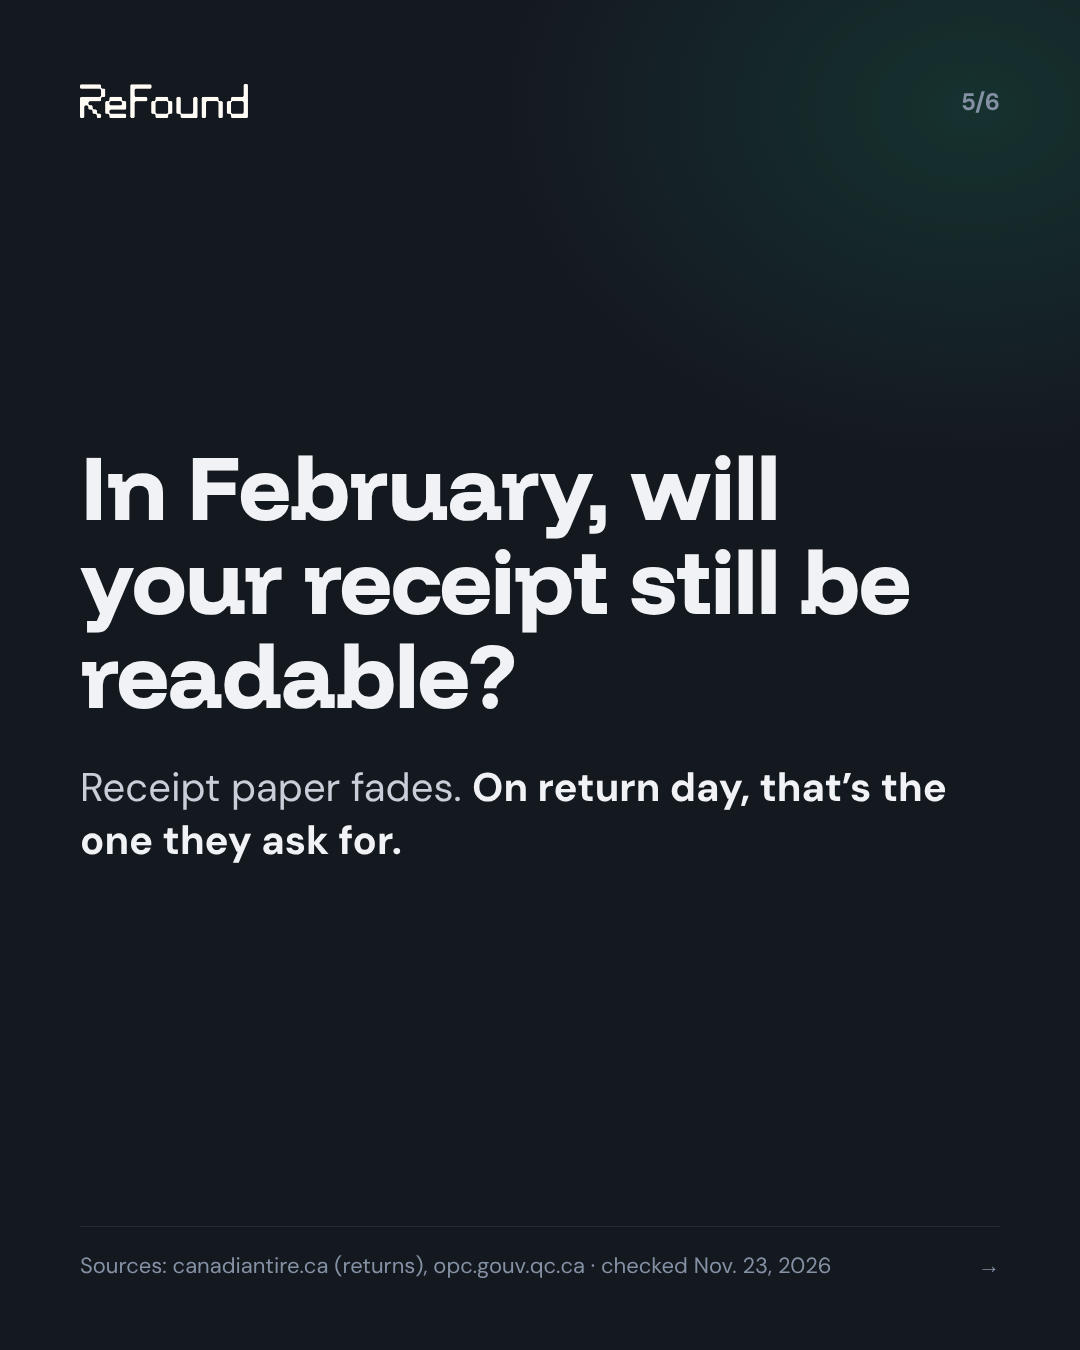 ReFound
5/6
In February, will
your receipt still be
readable?
Receipt paper fades. On return day, that’s the
one they ask for.
Sources: canadiantire.ca (returns), opc.gouv.qc.ca · checked Nov. 23, 2026
→